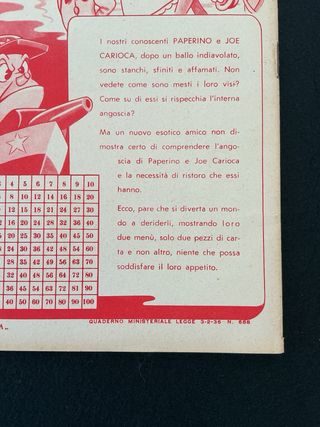 I nostri conoscenti PAPERINO e JOE
CARIOCA, dopo un ballo indiavolato,
sono stanchi, sfiniti e affamati. Non
vedete come sono mesti i loro visi?
Come su di essi si rispecchia l'interna
angoscia?
Ma un nuovo esotico amico non di-
mostra certo di comprendere l'ango-
scia di Paperino e Joe Carioca
e la necessità di ristoro che essi
hanno.
Ecco, pare che si diverta un mon-
do a deriderli, mostrando loro
due menù, solo due pezzi di car-
ta e non altro, niente che possa
soddisfare il loro appetito.
4 5 6 7 8 9 10
8 10 12 14 16 18 20
12 15 18 21 24 27 30
16 20 24 28 32 36 40
20 25 30 35 40 45 50
24 30 36 42 48 54 60
28 35 42 49 56 63 70
32 40 48 56 64 72 80
36 45 54 63 72 81 90
40 50 60 70 80 90 100
QUADERNO MINISTERIALE LEGGE 3-2-36 N. 668